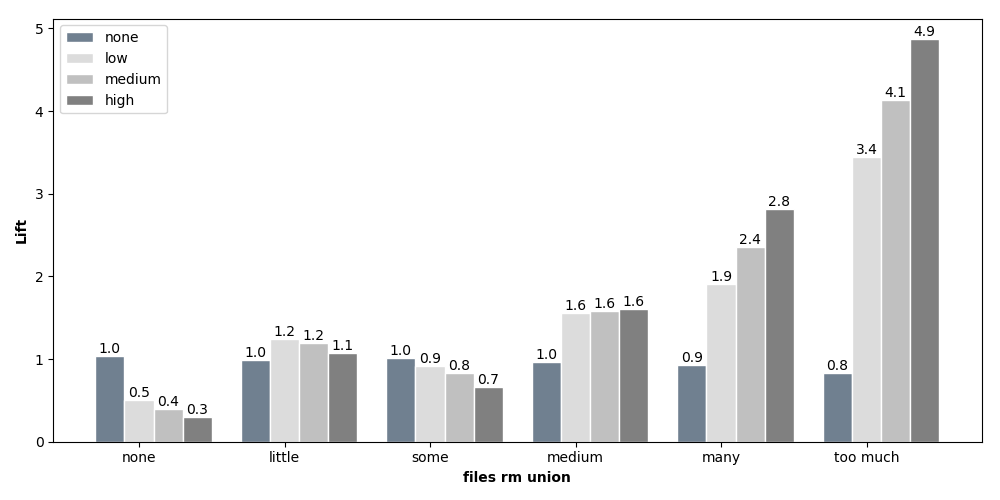 none
low
medium
high
Lift
5
4
3
2
1
0
1.0 0.5 0.4 0.3
1.0 1.2 1.2 1.1
1.0 0.9 0.8 0.7
1.0 1.6 1.6 1.6
0.9 1.9 2.4 2.8
0.8 3.4 4.1 4.9
none little some medium many too much
files rm union